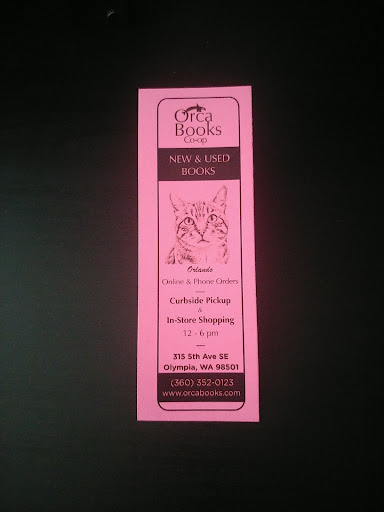 Orca
Books
Co-op
NEW & USED
BOOKS
Orlando
Online & Phone Orders
—
Curbside Pickup
&
In-Store Shopping
12 - 6 pm
—
315 5th Ave SE
Olympia, WA 98501
(360) 352-0123
www.orcabooks.com